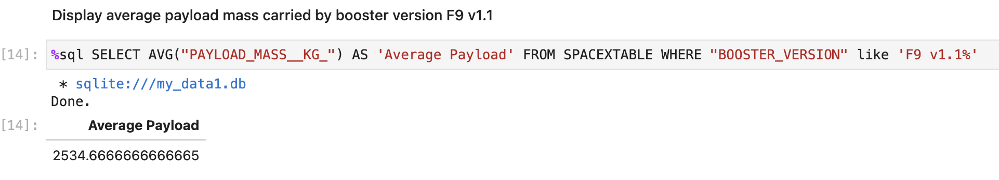 Display average payload mass carried by booster version F9 v1.1
[14]: %sql SELECT AVG("PAYLOAD_MASS__KG_") AS 'Average Payload' FROM SPACEXTABLE WHERE "BOOSTER_VERSION" like 'F9 v1.1%'
* sqlite:///my_data1.db
Done.
[14]: Average Payload
2534.6666666666665